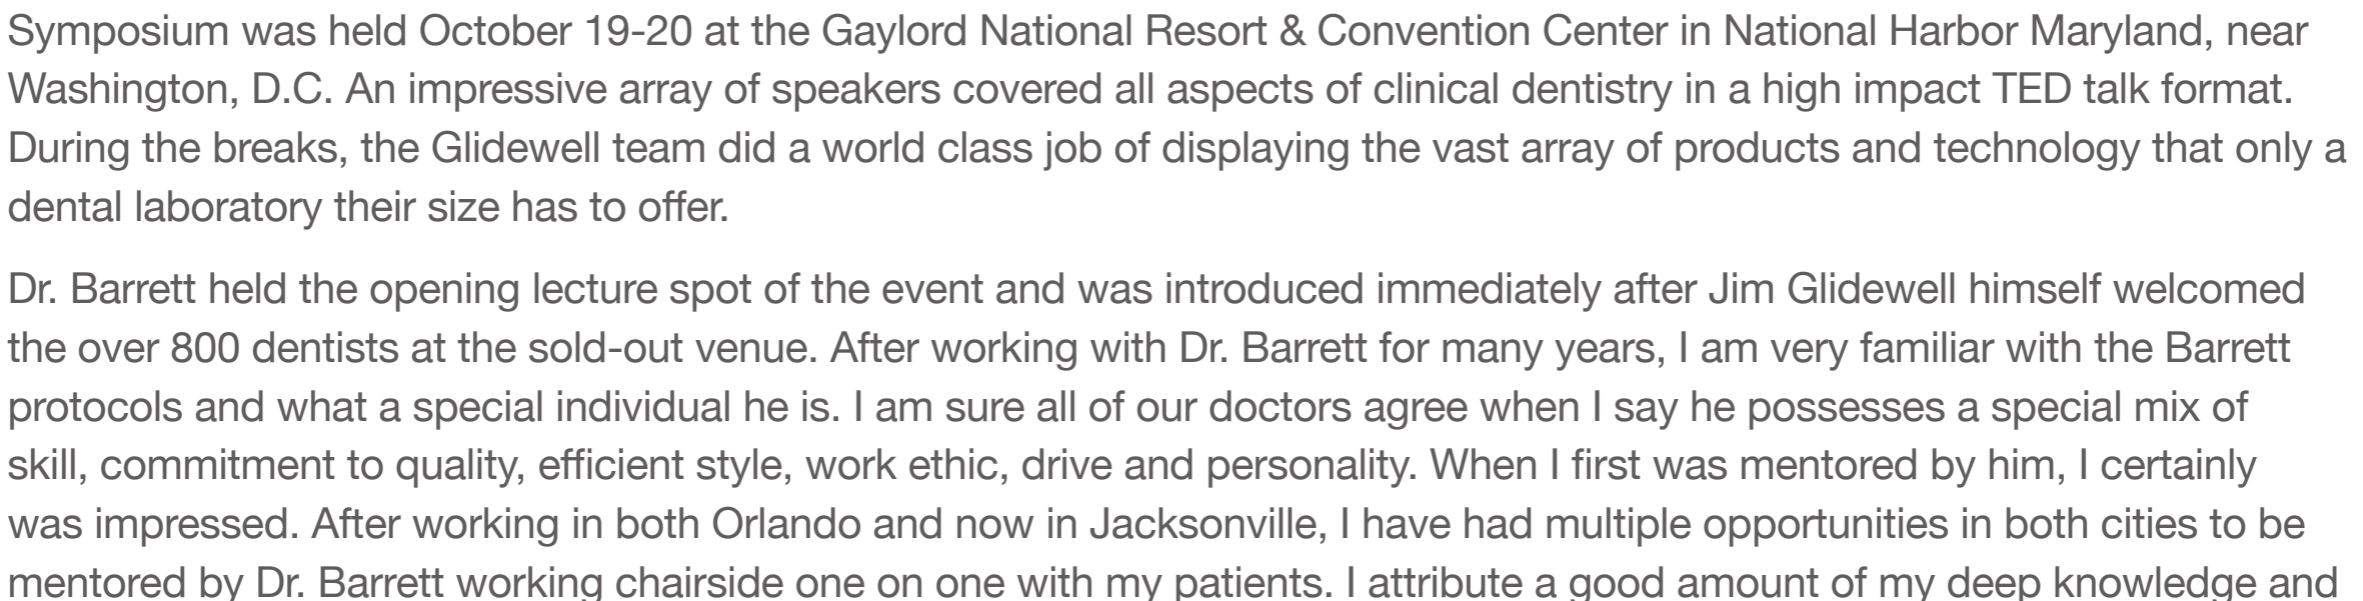 Symposium was held October 19-20 at the Gaylord National Resort & Convention Center in National Harbor Maryland, near
Washington, D.C. An impressive array of speakers covered all aspects of clinical dentistry in a high impact TED talk format.
During the breaks, the Glidewell team did a world class job of displaying the vast array of products and technology that only a
dental laboratory their size has to offer.
Dr. Barrett held the opening lecture spot of the event and was introduced immediately after Jim Glidewell himself welcomed
the over 800 dentists at the sold-out venue. After working with Dr. Barrett for many years, I am very familiar with the Barrett
protocols and what a special individual he is. I am sure all of our doctors agree when I say he possesses a special mix of
skill, commitment to quality, efficient style, work ethic, drive and personality. When I first was mentored by him, I certainly
was impressed. After working in both Orlando and now in Jacksonville, I have had multiple opportunities in both cities to be
mentored by Dr. Barrett working chairside one on one with my patients. I attribute a good amount of my deep knowledge and